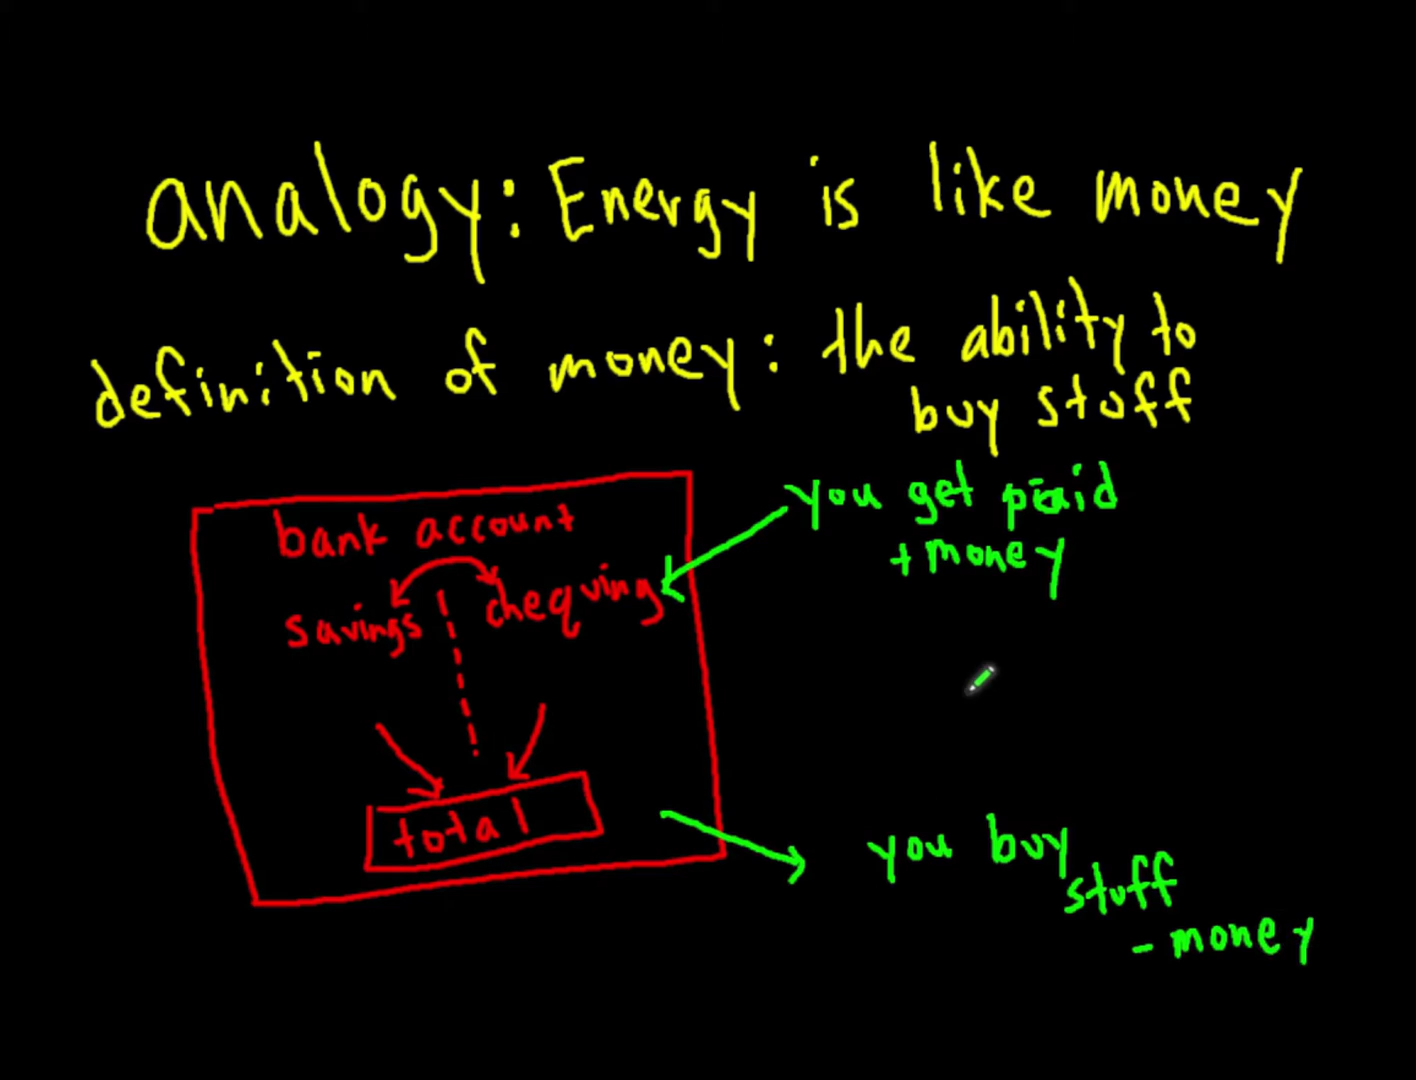 analogy: Energy is like money
definition of money: the ability to
buy stuff
bank account
savings chequing
total
you get paid
+ money
you buy
stuff
- money